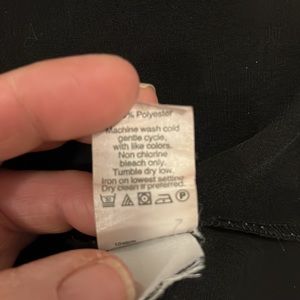 % Polyester
Machine wash cold
gentle cycle,
with like colors.
Non chlorine
bleach only.
Tumble dry low.
Iron on lowest setting
Dry clean if preferred.
P